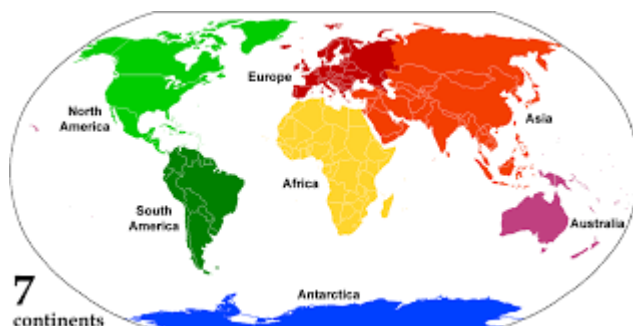 Europe
North
America
Asia
Africa
South
America
Australia
Antarctica
7
continents